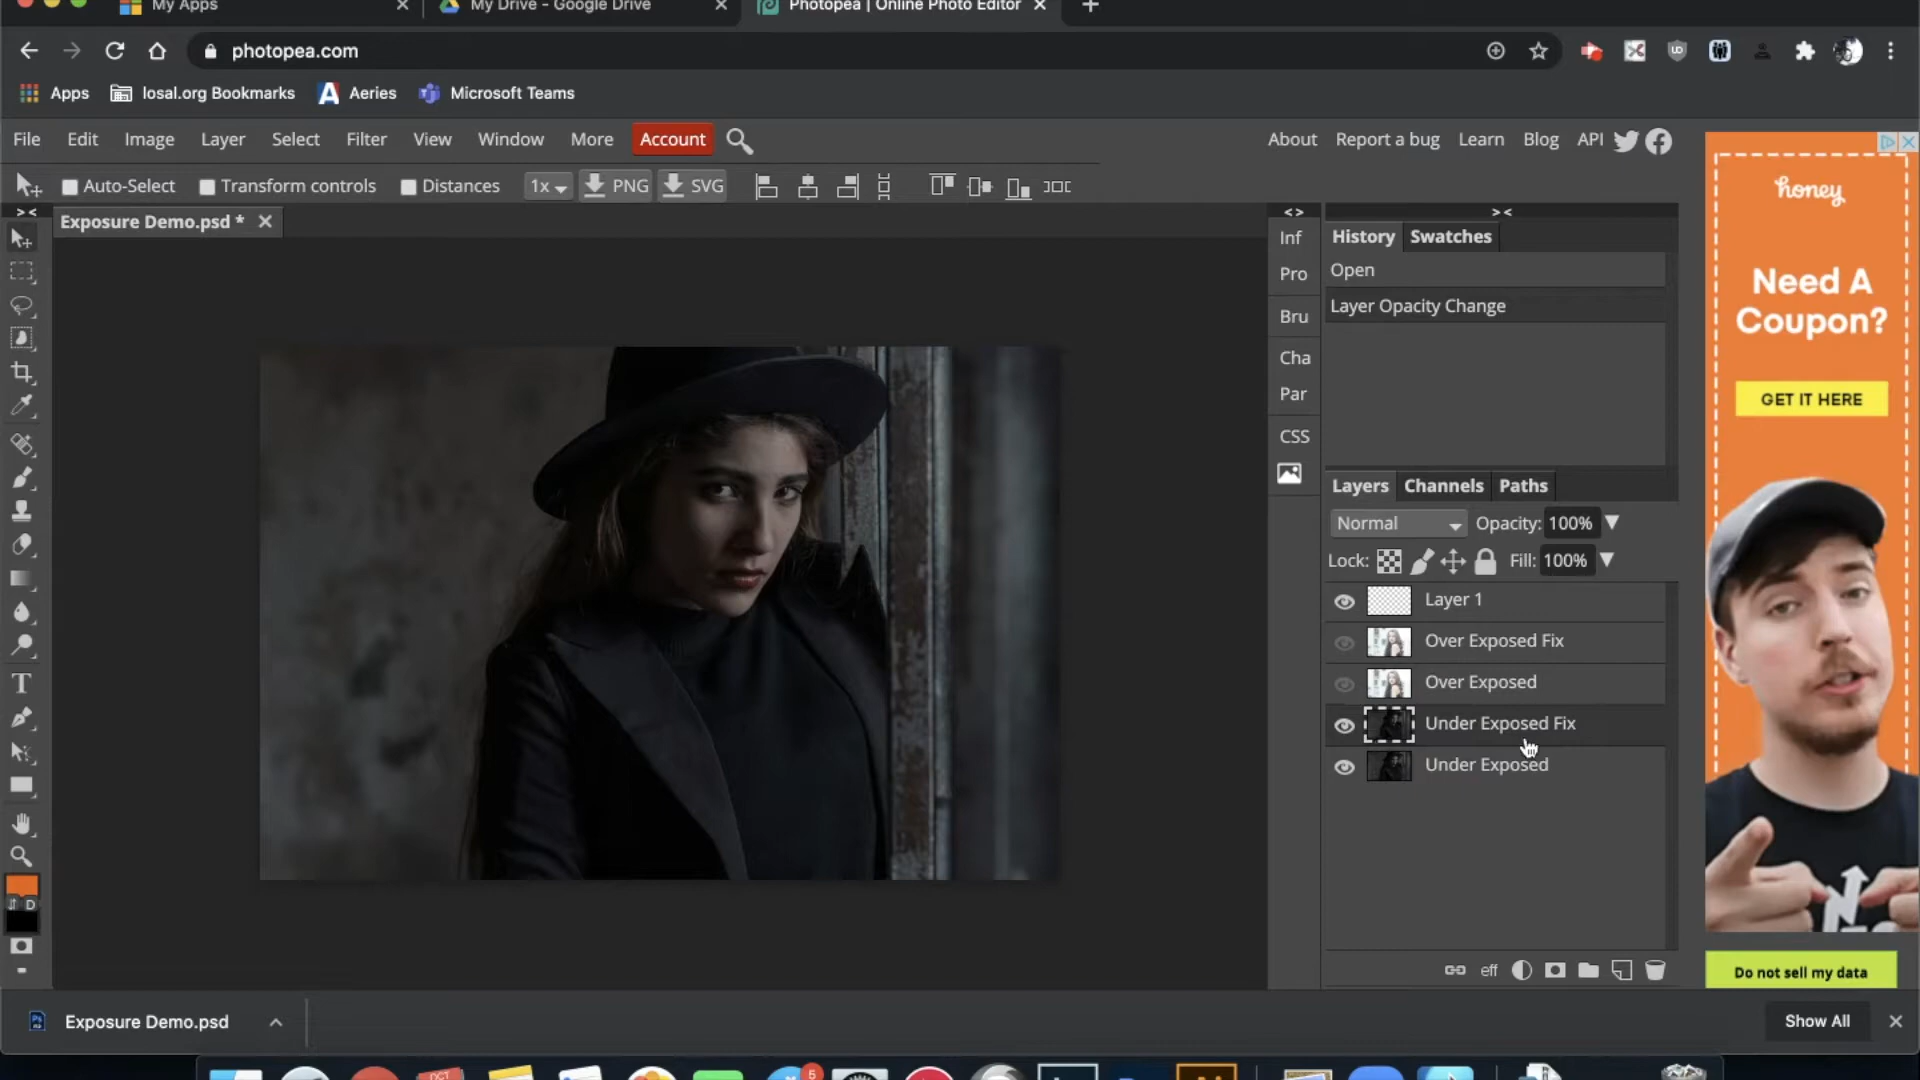 My Apps
My Drive - Google Drive
Photopea | Online Photo Editor
photopea.com
Apps
losal.org Bookmarks
Aeries
Microsoft Teams
File Edit Image Layer Select Filter View Window More Account
About Report a bug Learn Blog API
Auto-Select Transform controls Distances 1x PNG SVG
Exposure Demo.psd *
Inf
Pro
Bru
Cha
Par
CSS
History Swatches
Open
Layer Opacity Change
Layers Channels Paths
Normal Opacity: 100%
Lock: Fill: 100%
Layer 1
Over Exposed Fix
Over Exposed
Under Exposed Fix
Under Exposed
eff
D
honey
Need A
Coupon?
GET IT HERE
Do not sell my data
Exposure Demo.psd
Show All
OCT
5